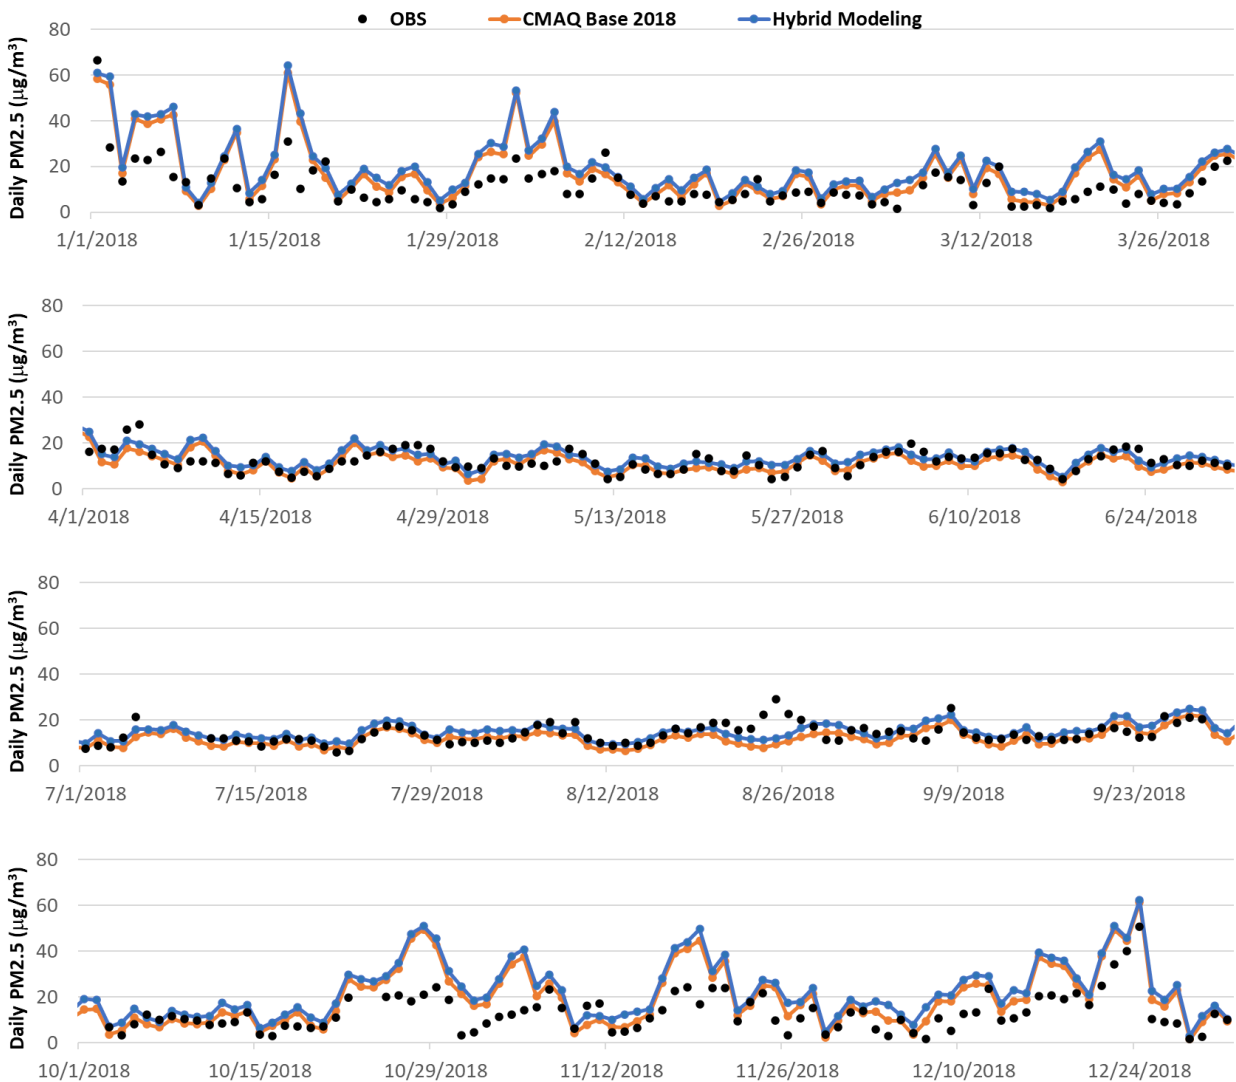 OBS CMAQ Base 2018 Hybrid Modeling
Daily PM2.5 (µg/m³)
80
60
40
20
0
1/1/2018 1/15/2018 1/29/2018 2/12/2018 2/26/2018 3/12/2018 3/26/2018
Daily PM2.5 (µg/m³)
80
60
40
20
0
4/1/2018 4/15/2018 4/29/2018 5/13/2018 5/27/2018 6/10/2018 6/24/2018
Daily PM2.5 (µg/m³)
80
60
40
20
0
7/1/2018 7/15/2018 7/29/2018 8/12/2018 8/26/2018 9/9/2018 9/23/2018
Daily PM2.5 (µg/m³)
80
60
40
20
0
10/1/2018 10/15/2018 10/29/2018 11/12/2018 11/26/2018 12/10/2018 12/24/2018